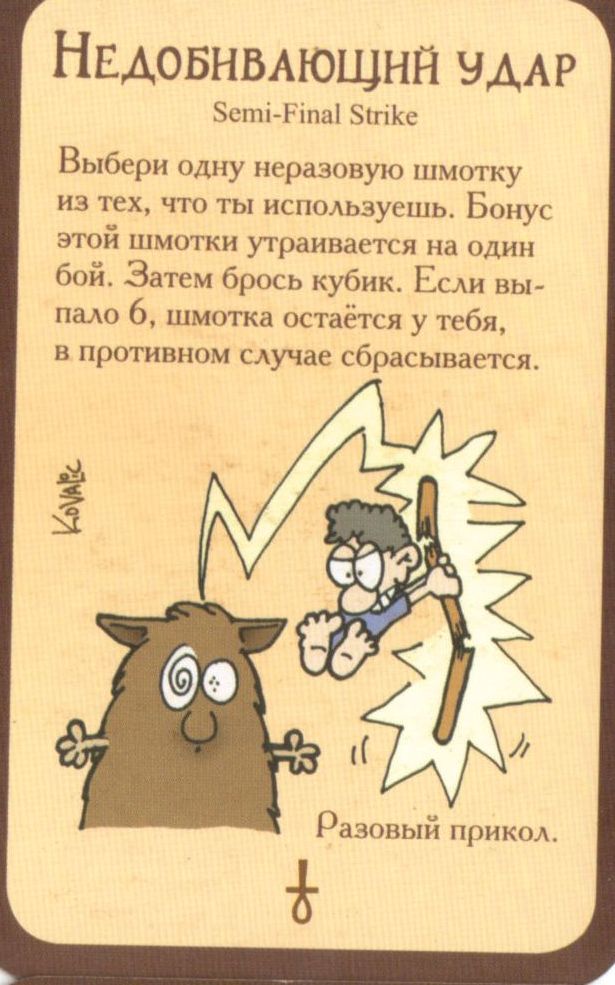 Недобивающий удар
Semi-Final Strike
Выбери одну неразовую шмотку
из тех, что ты используешь. Бонус
этой шмотки утраивается на один
бой. Затем брось кубик. Если вы-
пало 6, шмотка остаётся у тебя,
в противном случае сбрасывается.
Kovalic
Разовый прикол.